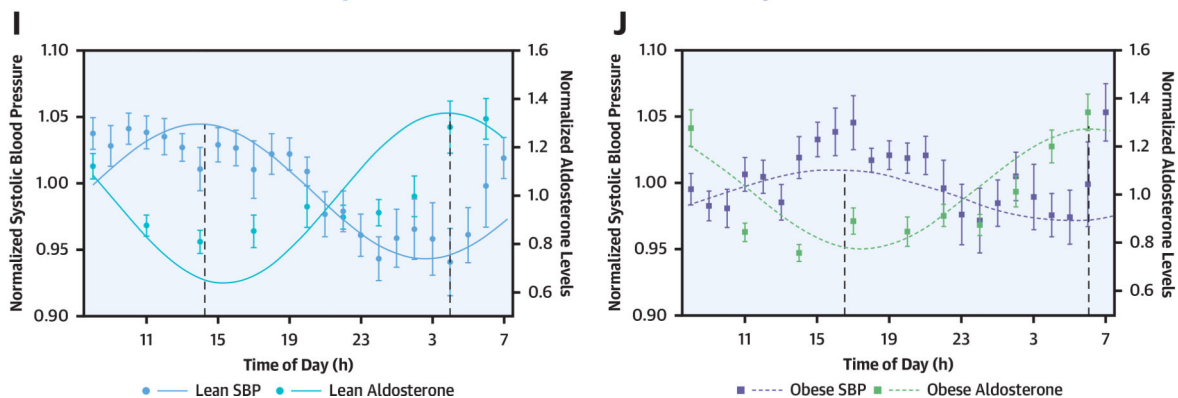 I
J
1.10
1.05
1.00
0.95
0.90
Normalized Systolic Blood Pressure
1.6
1.4
1.2
1.0
0.8
0.6
Normalized Aldosterone Levels
11
15
19
23
3
7
Time of Day (h)
Lean SBP
Lean Aldosterone
1.10
1.05
1.00
0.95
0.90
Normalized Systolic Blood Pressure
1.6
1.4
1.2
1.0
0.8
0.6
Normalized Aldosterone Levels
11
15
19
23
3
7
Time of Day (h)
Obese SBP
Obese Aldosterone